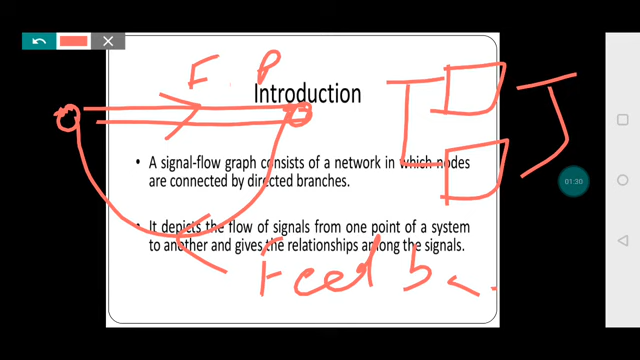 F P
Introduction
• A signal-flow graph consists of a network in which nodes
are connected by directed branches.
• It depicts the flow of signals from one point of a system
to another and gives the relationships among the signals.
Feed b
01:30